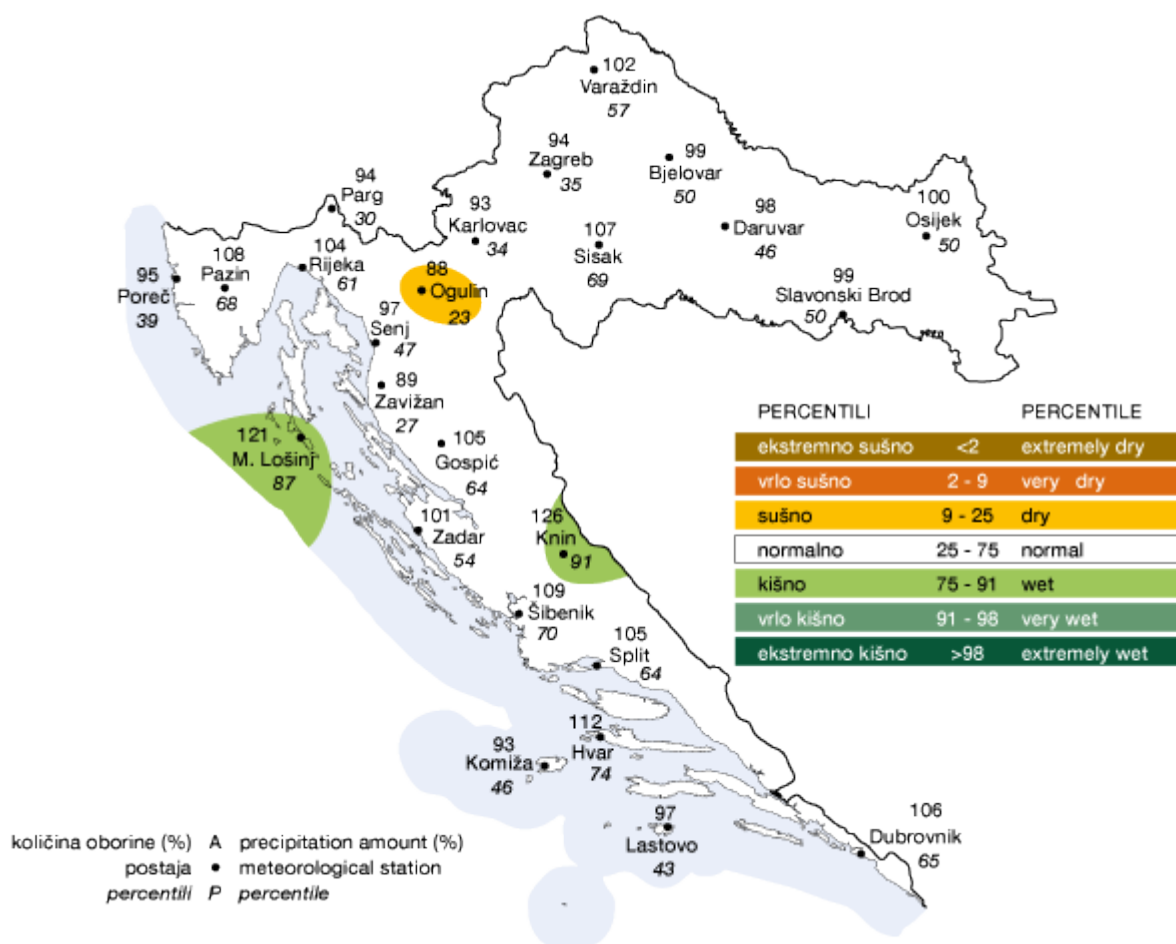 102
Varaždin
57
94
Zagreb
35
99
Bjelovar
50
94
Parg
30
93
Karlovac
34
107
Sisak
69
98
Daruvar
46
100
Osijek
50
108
Pazin
68
104
Rijeka
61
95
Poreč
39
88
Ogulin
23
99
Slavonski Brod
50
97
Senj
47
89
Zavižan
27
121
M. Lošinj
87
105
Gospić
64
101
Zadar
54
126
Knin
91
109
Šibenik
70
105
Split
64
112
Hvar
74
93
Komiža
46
97
Lastovo
43
106
Dubrovnik
65
PERCENTILI PERCENTILE
ekstremno sušno <2 extremely dry
vrlo sušno 2 - 9 very dry
sušno 9 - 25 dry
normalno 25 - 75 normal
kišno 75 - 91 wet
vrlo kišno 91 - 98 very wet
ekstremno kišno >98 extremely wet
količina oborine (%) A precipitation amount (%)
postaja • meteorological station
percentili P percentile